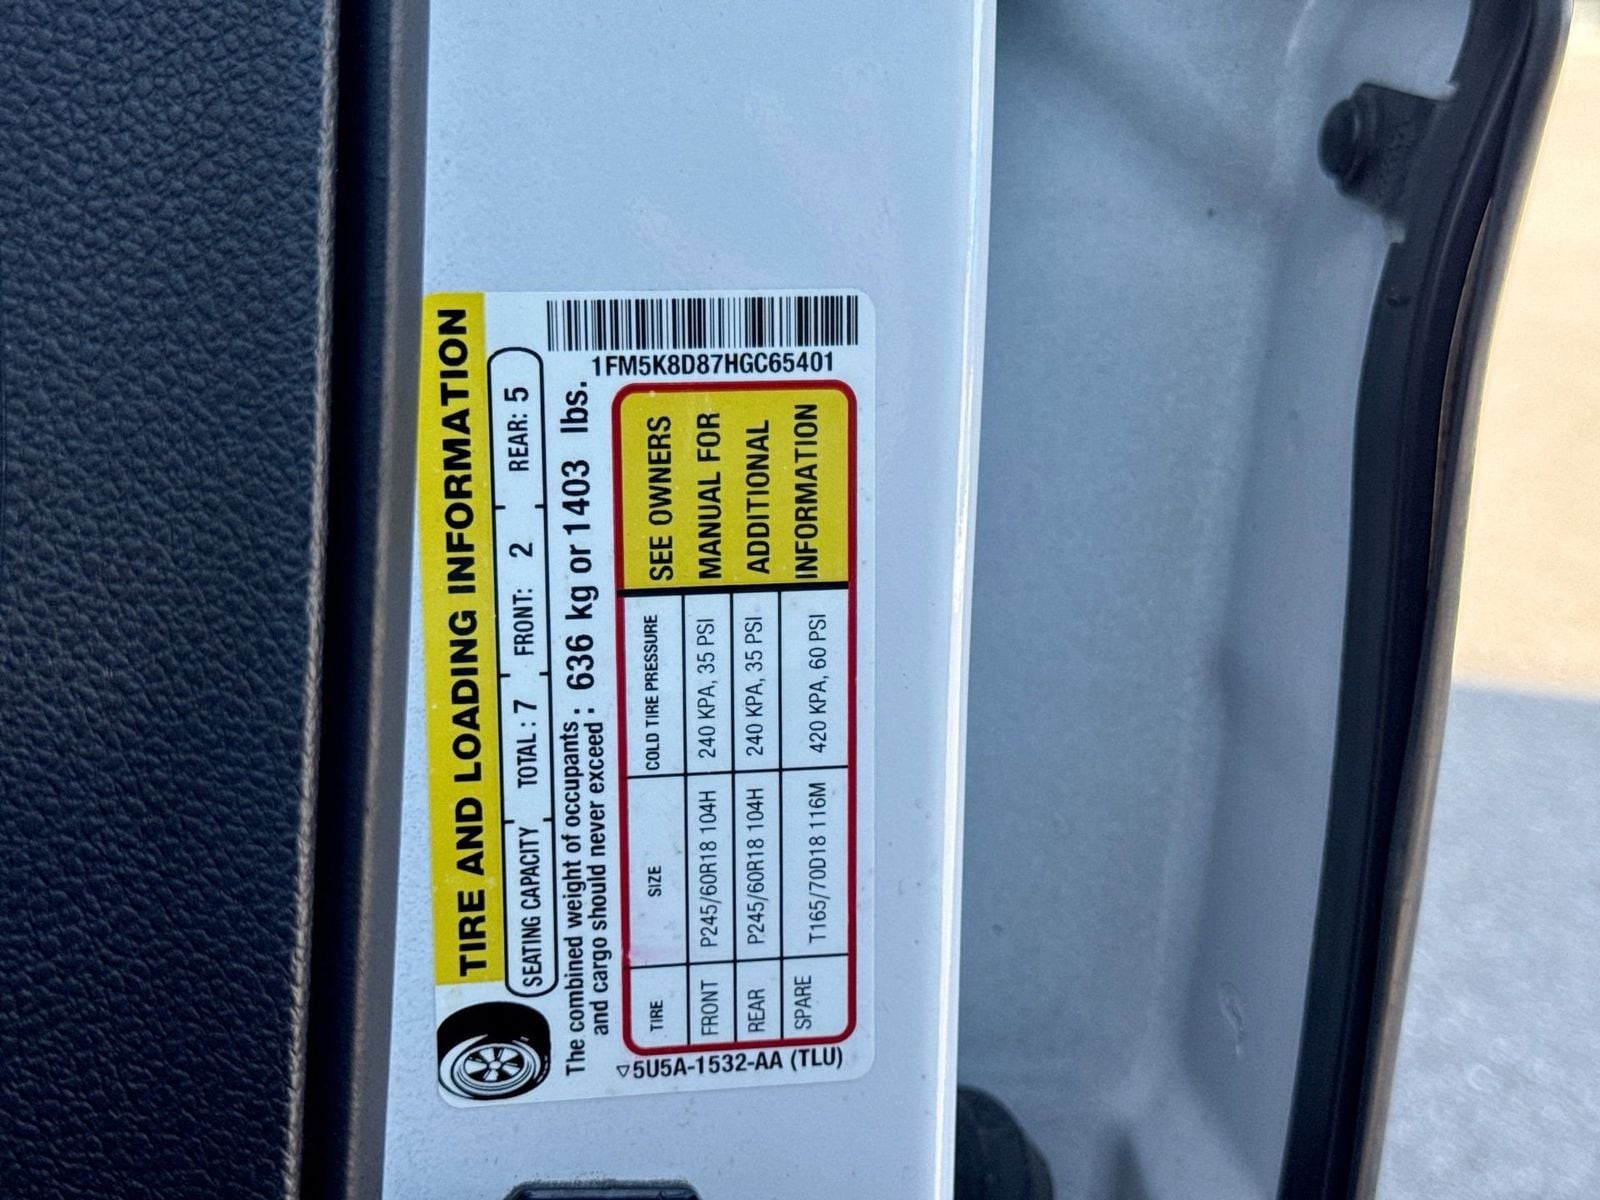 TIRE AND LOADING INFORMATION
SEATING CAPACITY TOTAL : 7 FRONT: 2 REAR: 5
The combined weight of occupants and cargo should never exceed : 636 kg or 1403 lbs.
TIRE SIZE COLD TIRE PRESSURE
FRONT P245/60R18 104H 240 KPA, 35 PSI
REAR P245/60R18 104H 240 KPA, 35 PSI
SPARE T165/70D18 116M 420 KPA, 60 PSI
SEE OWNERS
MANUAL FOR
ADDITIONAL
INFORMATION
5U5A-1532-AA (TLU)
1FM5K8D87HGC65401